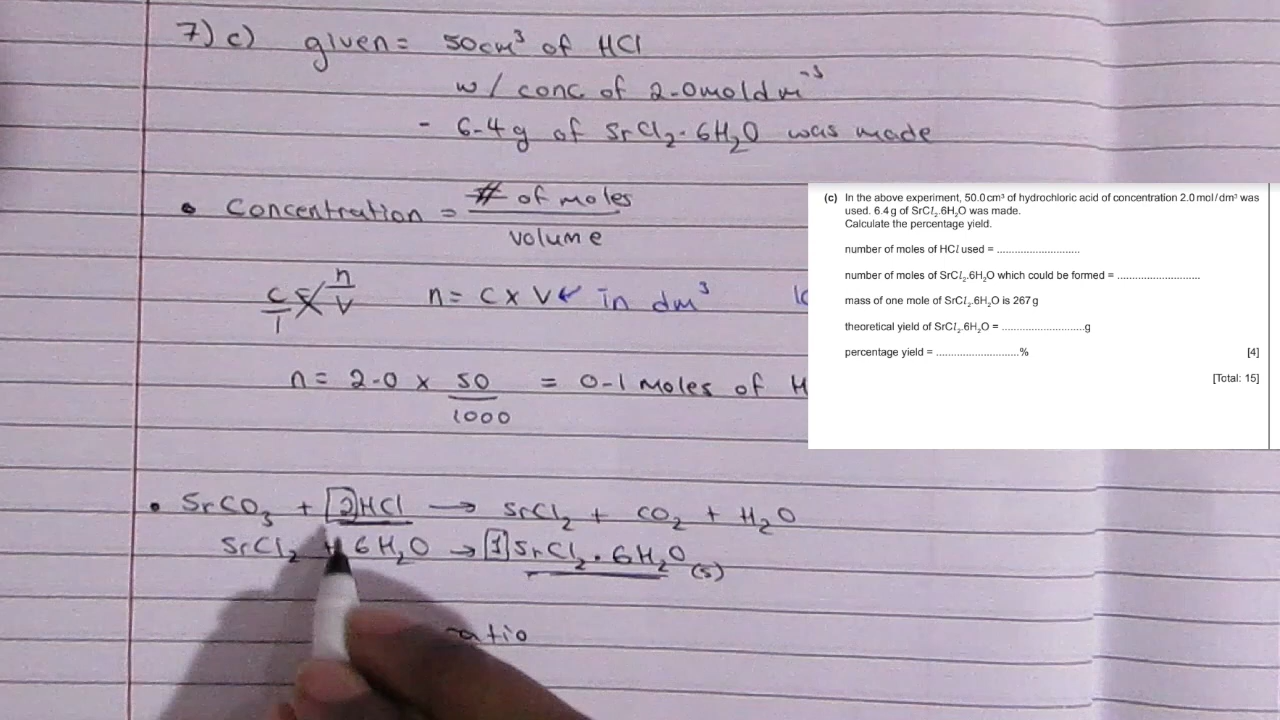 7) c) given = 50cm³ of HCl
w/ conc. of 2.0moldm⁻³
- 6.4g of SrCl₂.6H₂O was made
• Concentration = # of moles
volume
c/1 n/v n = C x V ← in dm³
n = 2.0 x 50/1000 = 0.1 moles of H
• SrCO₃ + 2HCl → SrCl₂ + CO₂ + H₂O
SrCl₂ + 6H₂O → 1SrCl₂.6H₂O(s)
ratio
(c) In the above experiment, 50.0 cm³ of hydrochloric acid of concentration 2.0 mol/dm³ was
used. 6.4 g of SrCl₂.6H₂O was made.
Calculate the percentage yield.
number of moles of HCl used = ............................
number of moles of SrCl₂.6H₂O which could be formed = ............................
mass of one mole of SrCl₂.6H₂O is 267 g
theoretical yield of SrCl₂.6H₂O = ............................g
percentage yield = ............................%
[4]
[Total: 15]